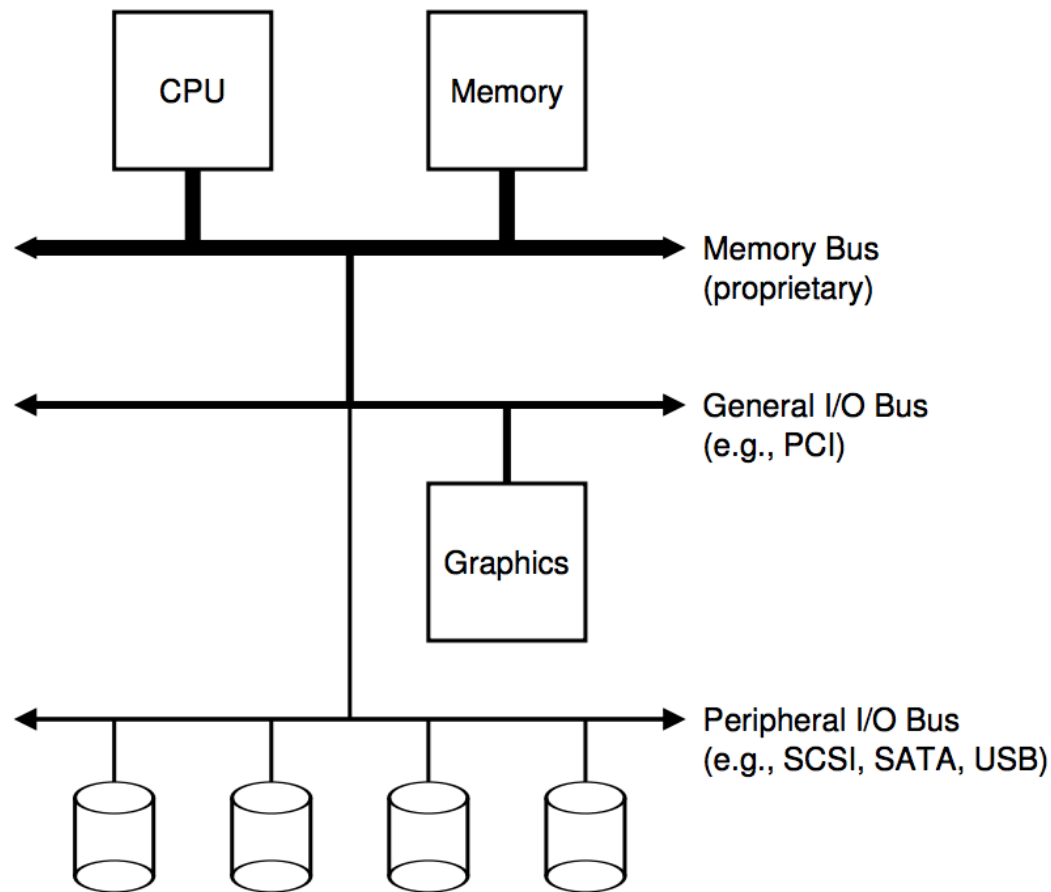 CPU
Memory
Memory Bus
(proprietary)
General I/O Bus
(e.g., PCI)
Graphics
Peripheral I/O Bus
(e.g., SCSI, SATA, USB)